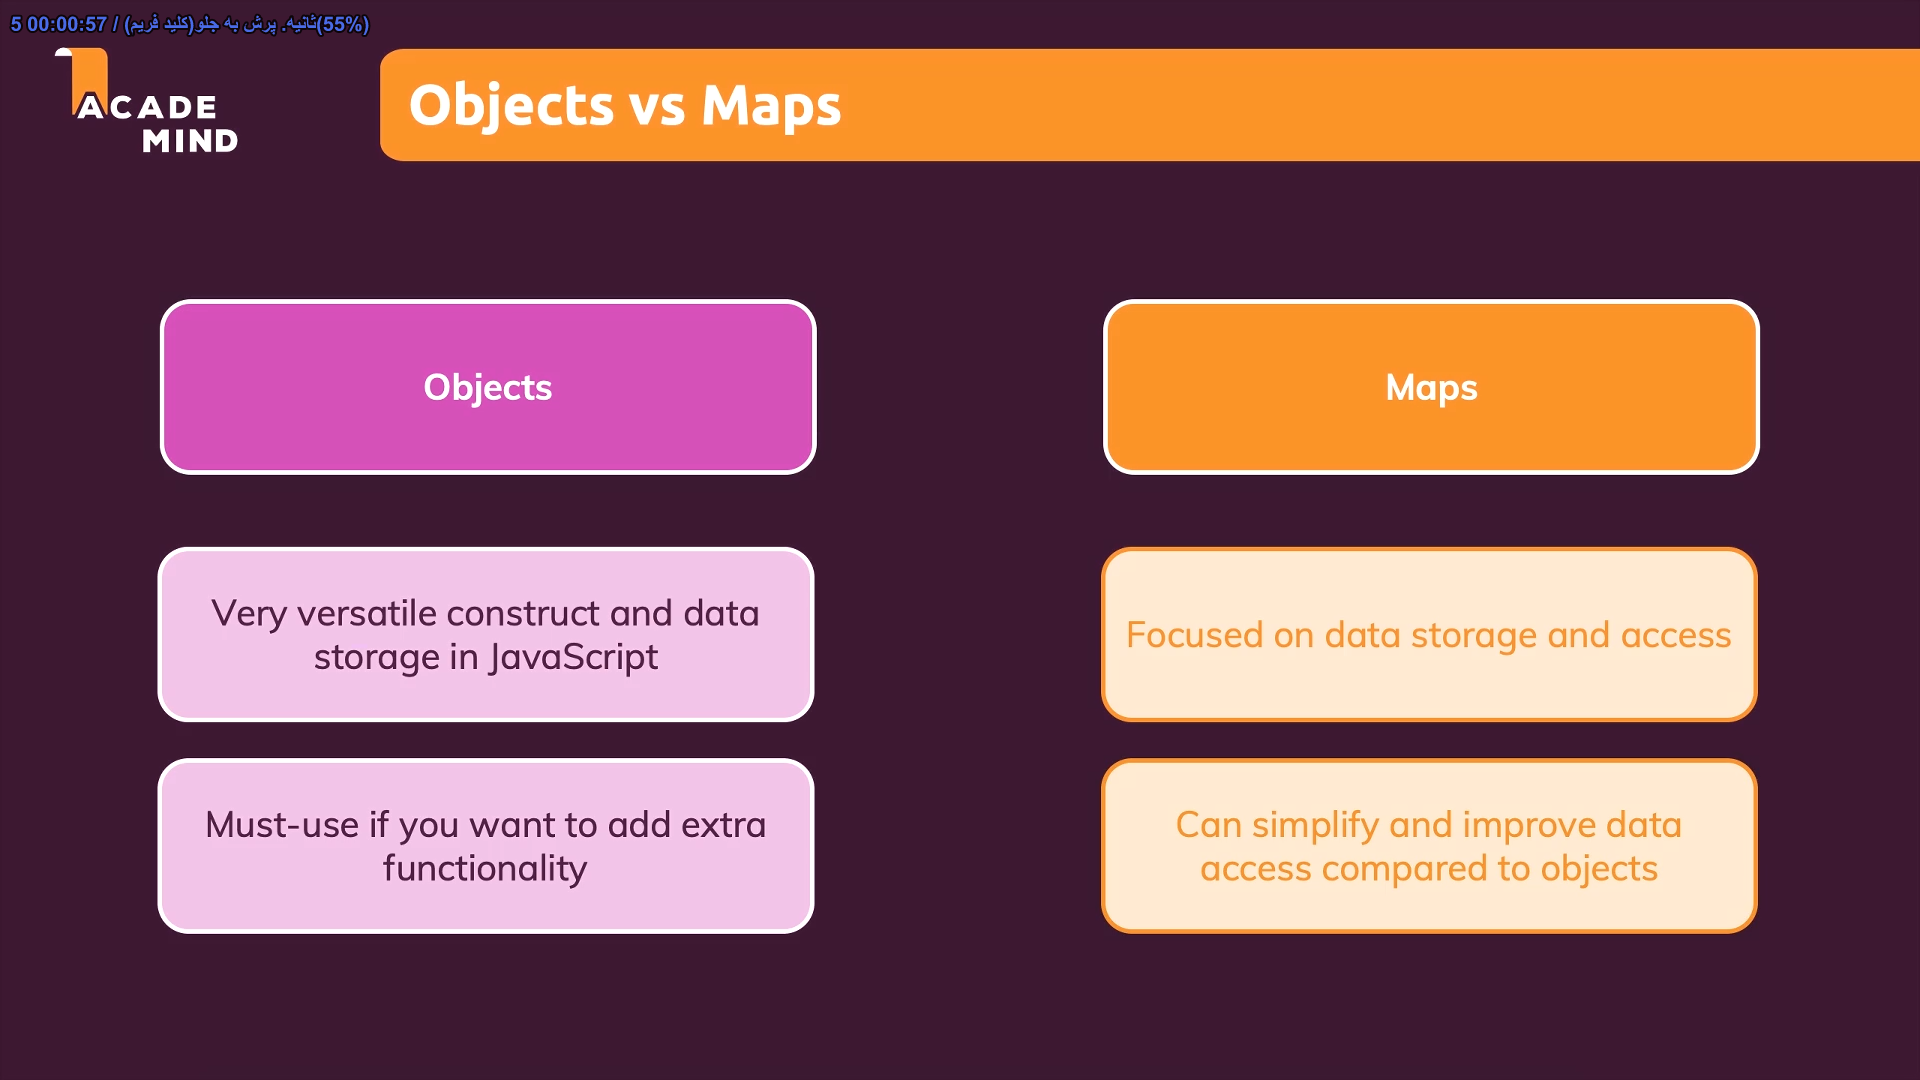 5 00:00:57 / (کلید فریم)ثانیه. پرش به جلو(55%)
ACADE
MIND
Objects vs Maps
Objects
Maps
Very versatile construct and data
storage in JavaScript
Focused on data storage and access
Must-use if you want to add extra
functionality
Can simplify and improve data
access compared to objects